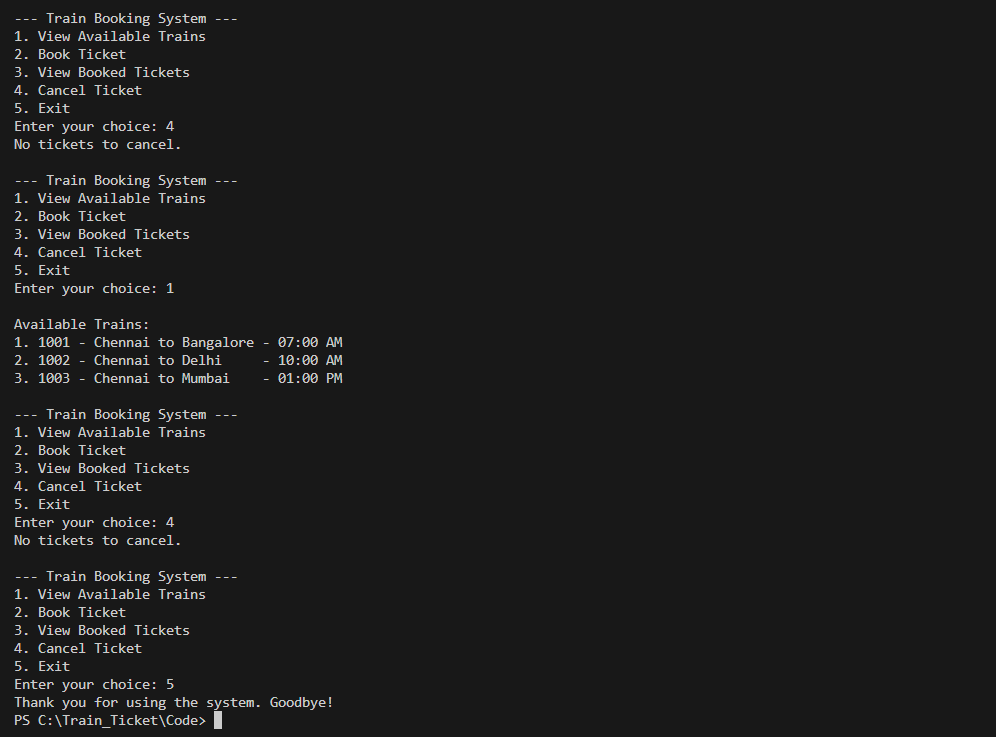 --- Train Booking System ---
1. View Available Trains
2. Book Ticket
3. View Booked Tickets
4. Cancel Ticket
5. Exit
Enter your choice: 4
No tickets to cancel.

--- Train Booking System ---
1. View Available Trains
2. Book Ticket
3. View Booked Tickets
4. Cancel Ticket
5. Exit
Enter your choice: 1

Available Trains:
1. 1001 - Chennai to Bangalore - 07:00 AM
2. 1002 - Chennai to Delhi     - 10:00 AM
3. 1003 - Chennai to Mumbai    - 01:00 PM

--- Train Booking System ---
1. View Available Trains
2. Book Ticket
3. View Booked Tickets
4. Cancel Ticket
5. Exit
Enter your choice: 4
No tickets to cancel.

--- Train Booking System ---
1. View Available Trains
2. Book Ticket
3. View Booked Tickets
4. Cancel Ticket
5. Exit
Enter your choice: 5
Thank you for using the system. Goodbye!
PS C:\Train_Ticket\Code>